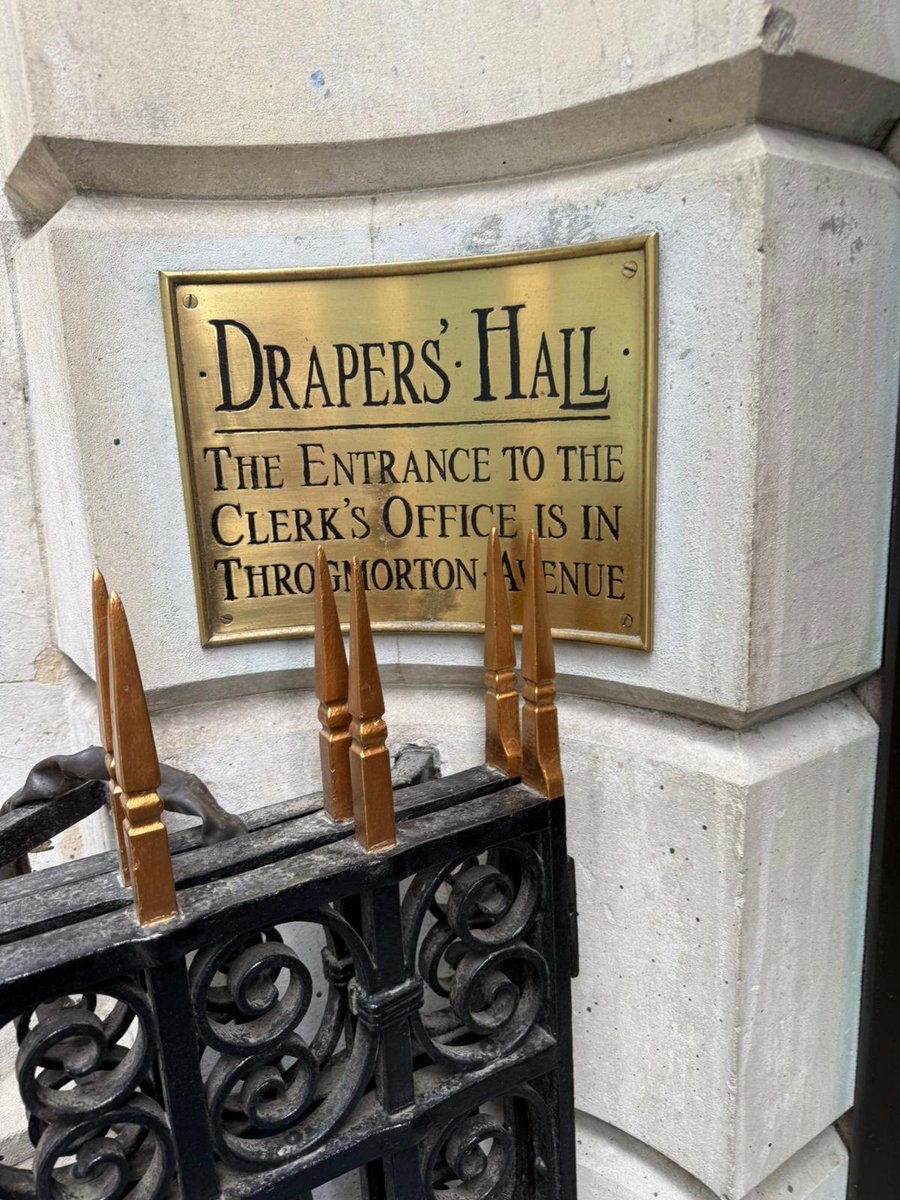 ·DRAPERS'·HALL·
THE ENTRANCE TO THE
CLERK'S OFFICE IS IN
THROGMORTON·AVENUE